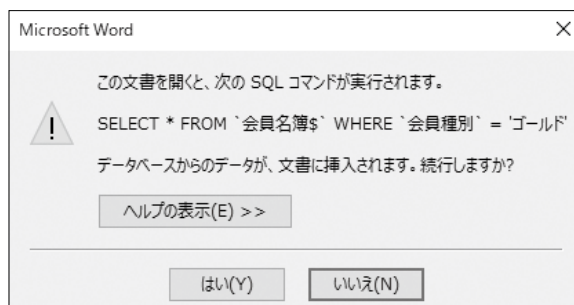 Microsoft Word
この文書を開くと、次の SQL コマンドが実行されます。
SELECT * FROM `会員名簿$` WHERE `会員種別` = 'ゴールド'
データベースからのデータが、文書に挿入されます。続行しますか?
ヘルプの表示(E) >>
はい(Y)
いいえ(N)